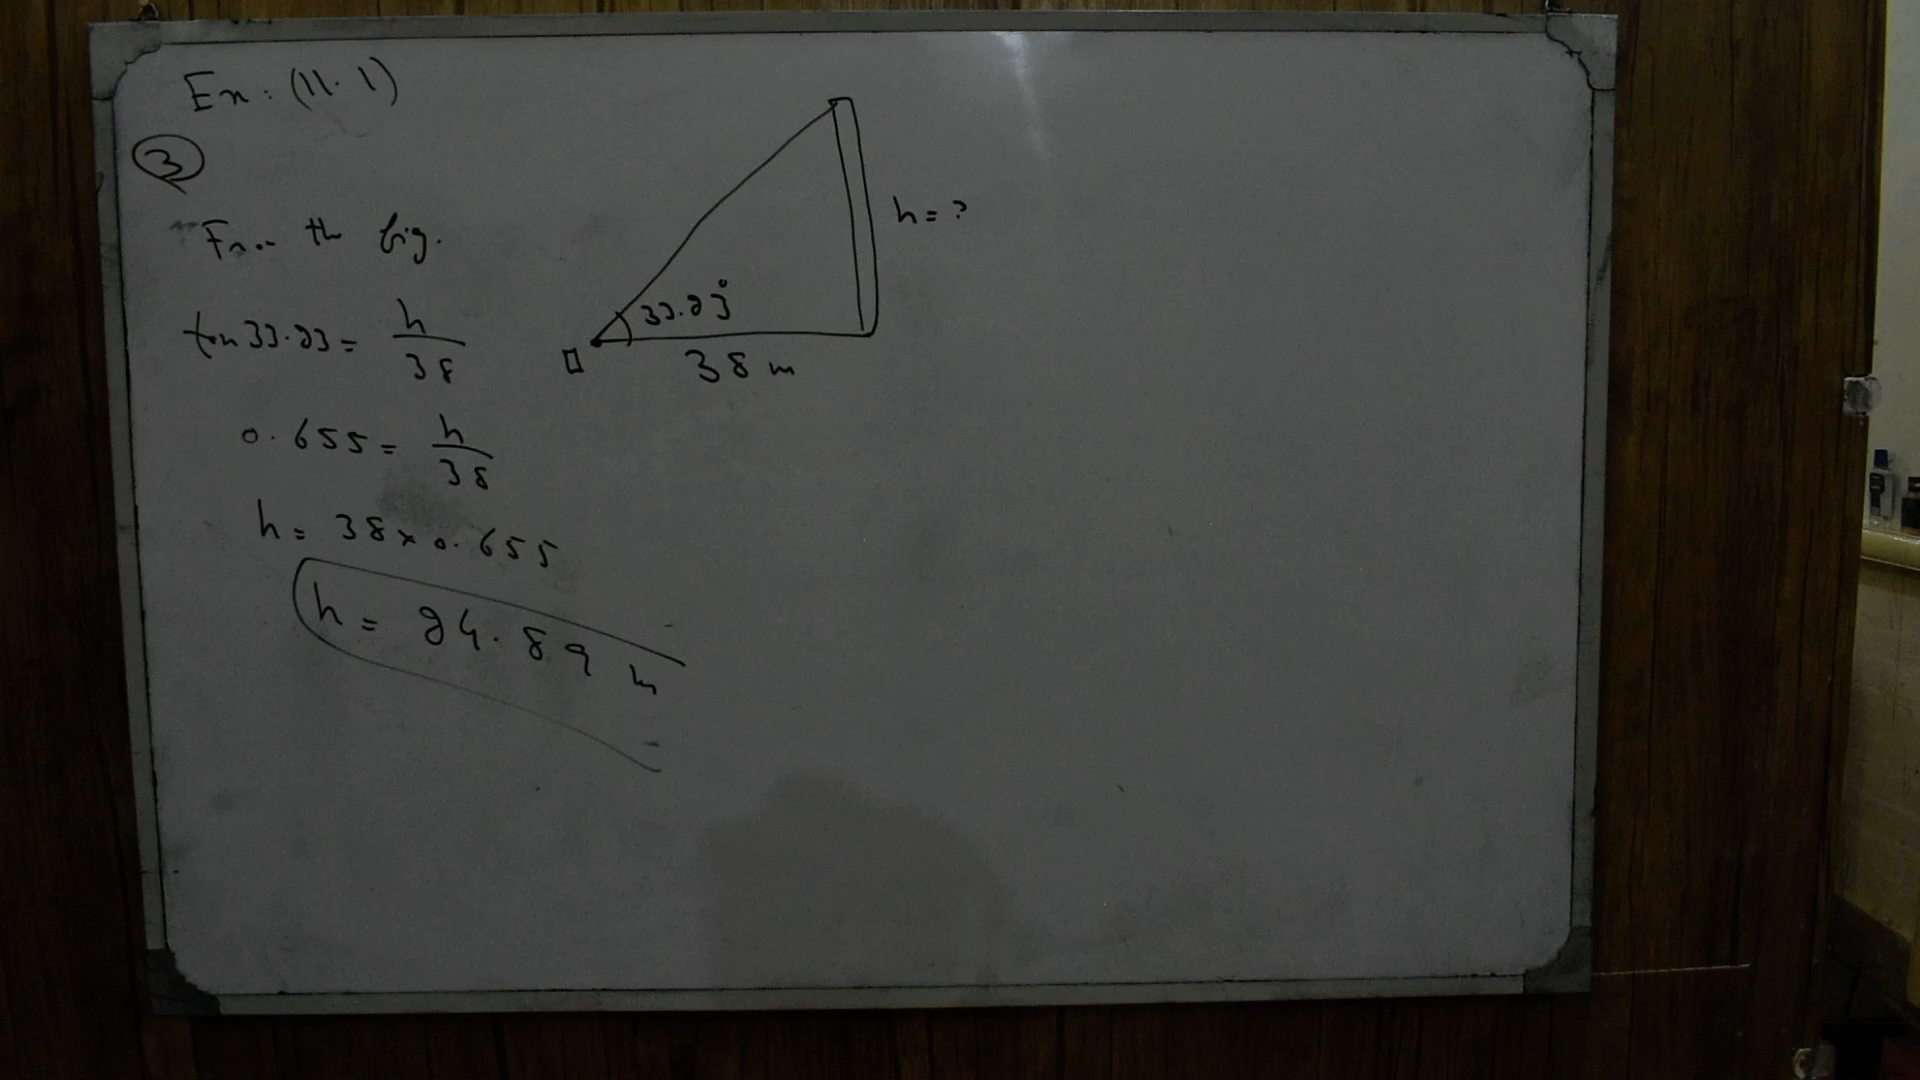 Ex: (11.1)
3
From the fig.
tan 33.23 = h/38
0.655 = h/38
h = 38 × 0.655
h = 24.89 m
33.23°
h = ?
38 m